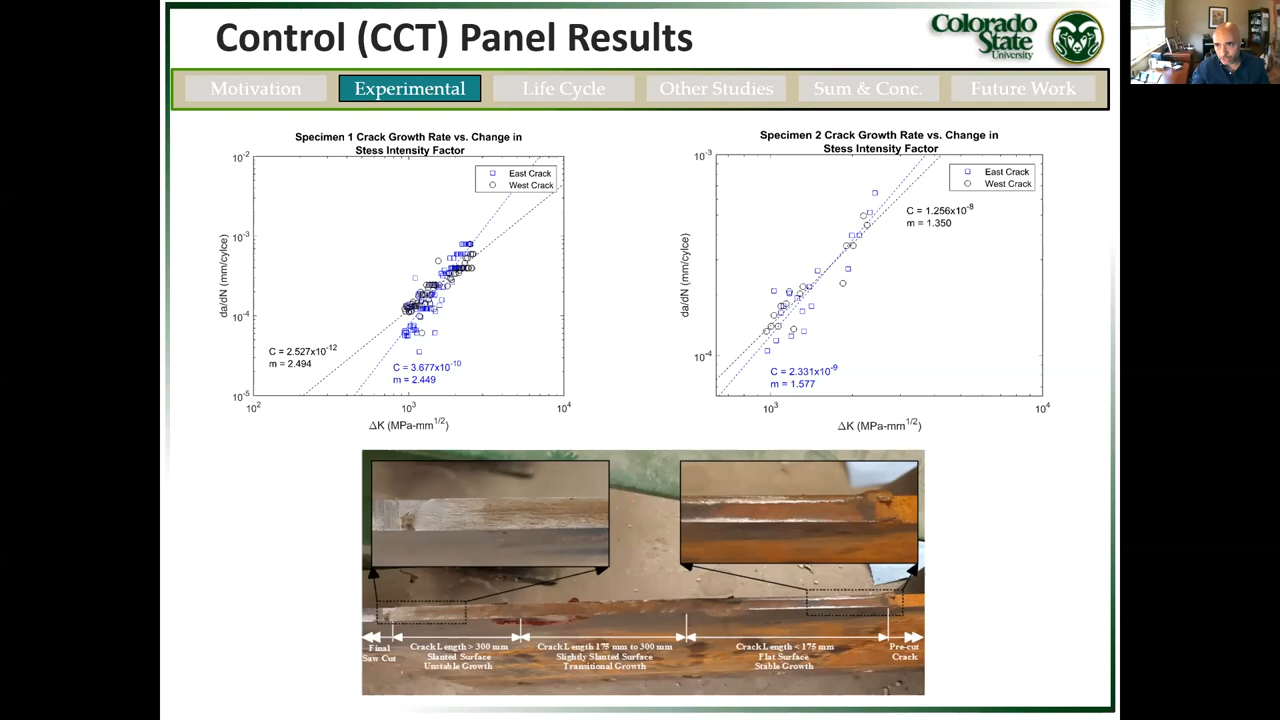 Control (CCT) Panel Results
Colorado
State
University
Motivation
Experimental
Life Cycle
Other Studies
Sum & Conc.
Future Work
Specimen 1 Crack Growth Rate vs. Change in
Stess Intensity Factor
10^-2
10^-3
10^-4
10^-5
da/dN (mm/cylce)
East Crack
West Crack
C = 2.527x10^-12
m = 2.494
C = 3.677x10^-10
m = 2.449
10^2
10^3
10^4
ΔK (MPa-mm^1/2)
Specimen 2 Crack Growth Rate vs. Change in
Stess Intensity Factor
10^-3
10^-4
da/dN (mm/cylce)
East Crack
West Crack
C = 1.256x10^-8
m = 1.350
C = 2.331x10^-9
m = 1.577
10^3
10^4
ΔK (MPa-mm^1/2)
Final
Saw Cut
Crack Length > 300 mm
Slanted Surface
Unstable Growth
Crack Length 175 mm to 300 mm
Slightly Slanted Surface
Transitional Growth
Crack Length < 175 mm
Flat Surface
Stable Growth
Pre-cut
Crack